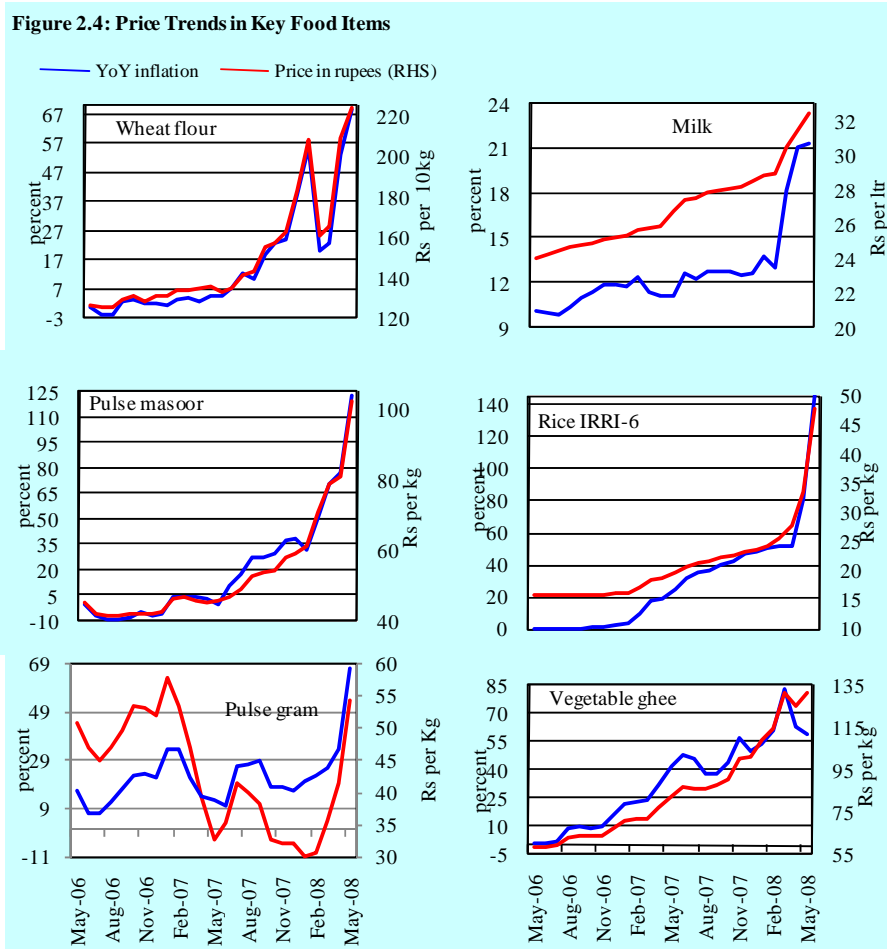 Figure 2.4: Price Trends in Key Food Items
YoY inflation Price in rupees (RHS)
Wheat flour
percent
67
57
47
37
27
17
7
-3
220
200
180
160
140
120
Rs per 10kg
Milk
percent
24
21
18
15
12
9
32
30
28
26
24
22
20
Rs per ltr
Pulse masoor
percent
125
110
95
80
65
50
35
20
5
-10
100
80
60
40
Rs per kg
Rice IRRI-6
percent
140
120
100
80
60
40
20
0
50
45
40
35
30
25
20
15
10
Rs per kg
Pulse gram
percent
69
49
29
9
-11
60
55
50
45
40
35
30
Rs per Kg
May-06
Aug-06
Nov-06
Feb-07
May-07
Aug-07
Nov-07
Feb-08
May-08
Vegetable ghee
percent
85
70
55
40
25
10
-5
135
115
95
75
55
Rs per kg
May-06
Aug-06
Nov-06
Feb-07
May-07
Aug-07
Nov-07
Feb-08
May-08